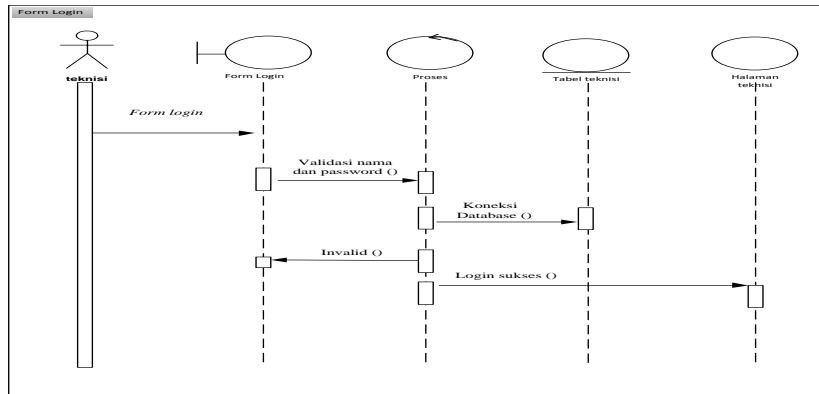 Form Login
teknisi
Form Login
Proses
Tabel teknisi
Halaman
teknisi
Form login
Validasi nama
dan password ()
Koneksi
Database ()
Invalid ()
Login sukses ()